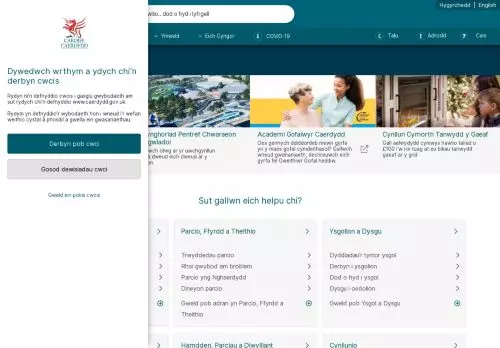 Hygyrchedd | English
wilio... dod o hyd i lyfrgell
Ymweld
Eich Cyngor
COVID-19
Talu
Adrodd
Cais
CARDIFF
CAERDYDD
Dywedwch wrthym a ydych chi'n
derbyn cwcis
Rydyn ni'n defnyddio cwcis i gasglu gwybodaeth am
sut rydych chi'n defnyddio www.caerdydd.gov.uk
Rydym yn defnyddio'r wybodaeth hon i wneud i'r wefan
weithio cystal â phosibl a gwella ein gwasanaethau.
Derbyn pob cwci
Gosod dewisiadau cwci
Gweld ein polisi cwcis
nghoriad Pentref Chwaraeon
gwladol
Academi Gofalwyr Caerdydd
Oes gennych ddiddordeb mewn gyrfa
yn y maes gofal cymdeithasol? Gallwch
wneud gwahaniaeth, dechreuwch eich
gyrfa fel Gweithiwr Gofal heddiw.
Cynllun Cymorth Tanwydd y Gaeaf
Gall aelwydydd cymwys hawlio taliad o
£100 i'w roi tuag at eu biliau tanwydd
gaeaf ar y grid
Sut gallwn eich helpu chi?
Parcio, Ffyrdd a Theithio
Trwyddedau parcio
Rhoi gwybod am broblem
Parcio yng Nghaerdydd
Dirwyon parcio
Gweld pob adran yn Parcio, Ffyrdd a
Theithio
Ysgolion a Dysgu
Dyddiadau'r tymor ysgol
Derbyn i ysgolion
Dod o hyd i ysgol
Dysgu i oedolion
Gweld pob Ysgol a Dysgu
Hamdden, Parciau a Diwylliant
Cynllunio